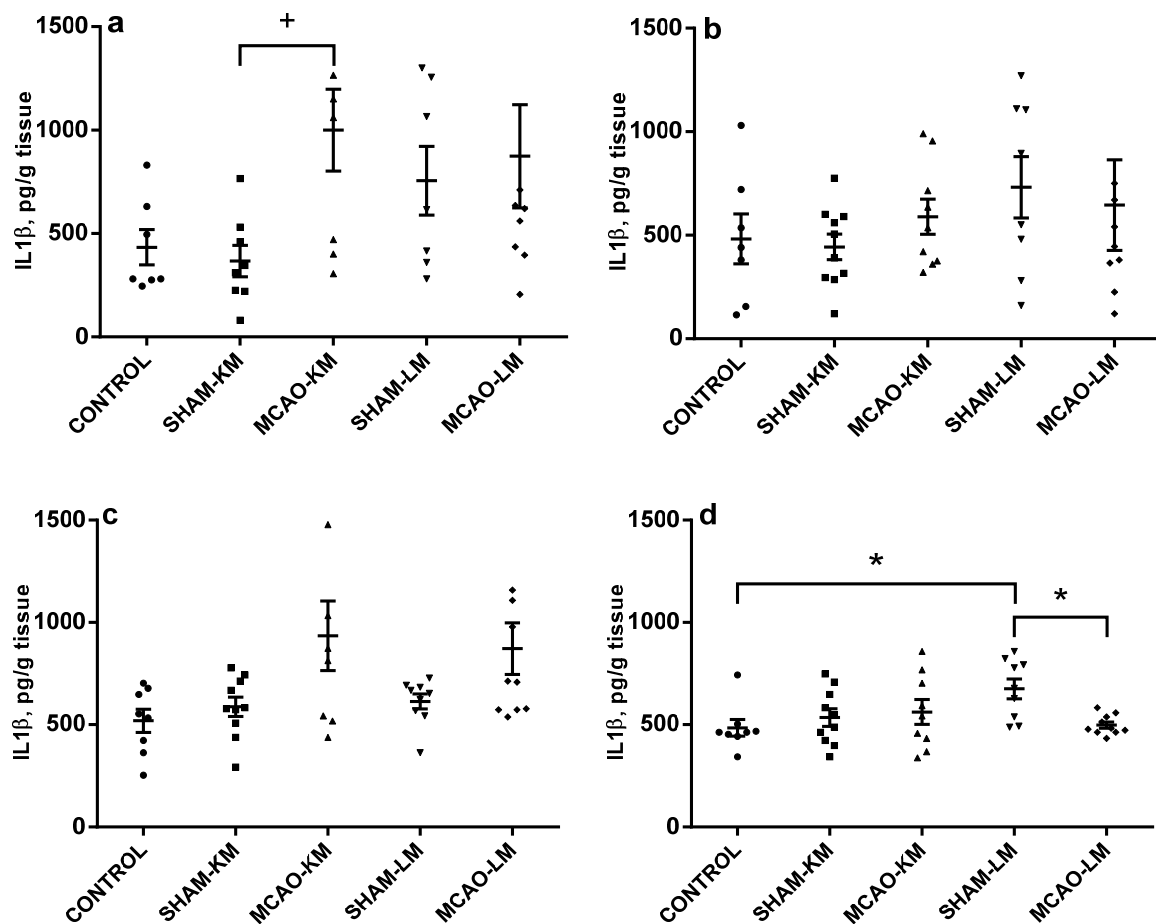 a
+
IL1β, pg/g tissue
1500
1000
500
0
CONTROL
SHAM-KM
MCAO-KM
SHAM-LM
MCAO-LM
b
IL1β, pg/g tissue
1500
1000
500
0
CONTROL
SHAM-KM
MCAO-KM
SHAM-LM
MCAO-LM
c
IL1β, pg/g tissue
1500
1000
500
0
CONTROL
SHAM-KM
MCAO-KM
SHAM-LM
MCAO-LM
d
*
*
IL1β, pg/g tissue
1500
1000
500
0
CONTROL
SHAM-KM
MCAO-KM
SHAM-LM
MCAO-LM